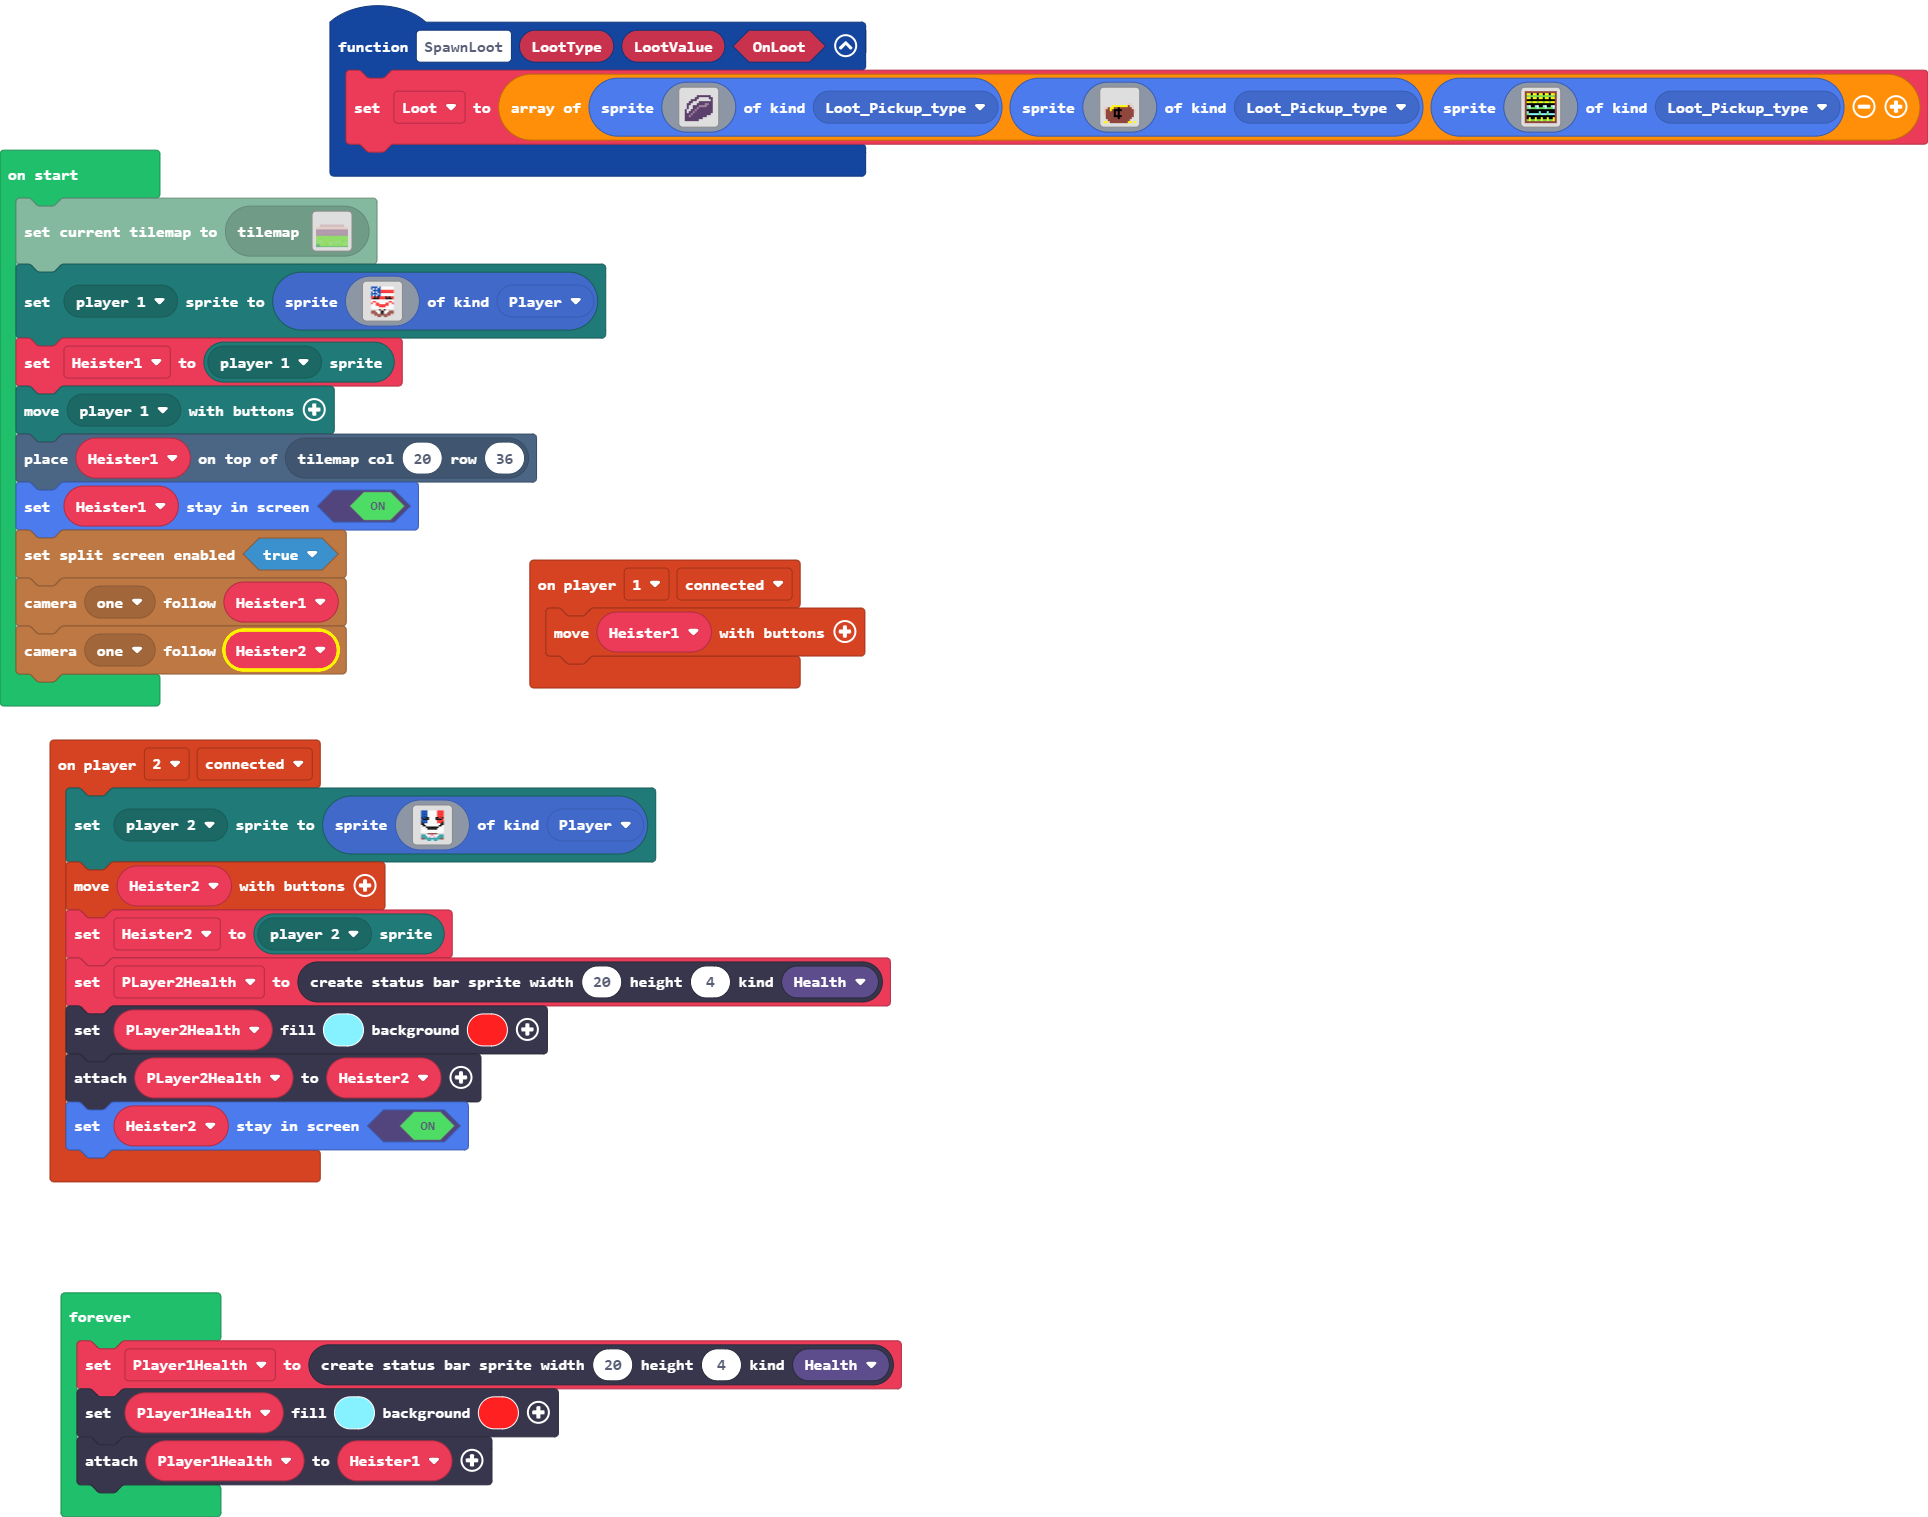 function SpawnLoot LootType LootValue OnLoot
set Loot to array of sprite of kind Loot_Pickup_type sprite of kind Loot_Pickup_type sprite of kind Loot_Pickup_type
on start
set current tilemap to tilemap
set player 1 sprite to sprite of kind Player
set Heister1 to player 1 sprite
move player 1 with buttons
place Heister1 on top of tilemap col 20 row 36
set Heister1 stay in screen ON
set split screen enabled true
camera one follow Heister1
camera one follow Heister2
on player 1 connected
move Heister1 with buttons
on player 2 connected
set player 2 sprite to sprite of kind Player
move Heister2 with buttons
set Heister2 to player 2 sprite
set PLayer2Health to create status bar sprite width 20 height 4 kind Health
set PLayer2Health fill background
attach PLayer2Health to Heister2
set Heister2 stay in screen ON
forever
set Player1Health to create status bar sprite width 20 height 4 kind Health
set Player1Health fill background
attach Player1Health to Heister1